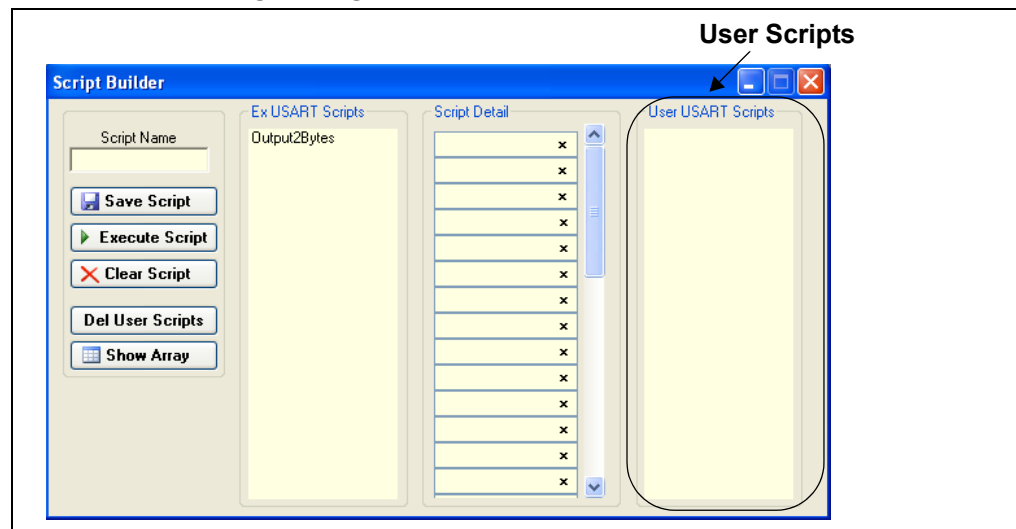 User Scripts
Script Builder
Script Name
Save Script
Execute Script
Clear Script
Del User Scripts
Show Array
Ex USART Scripts
Output2Bytes
Script Detail
×
×
×
×
×
×
×
×
×
×
×
×
×
×
User USART Scripts